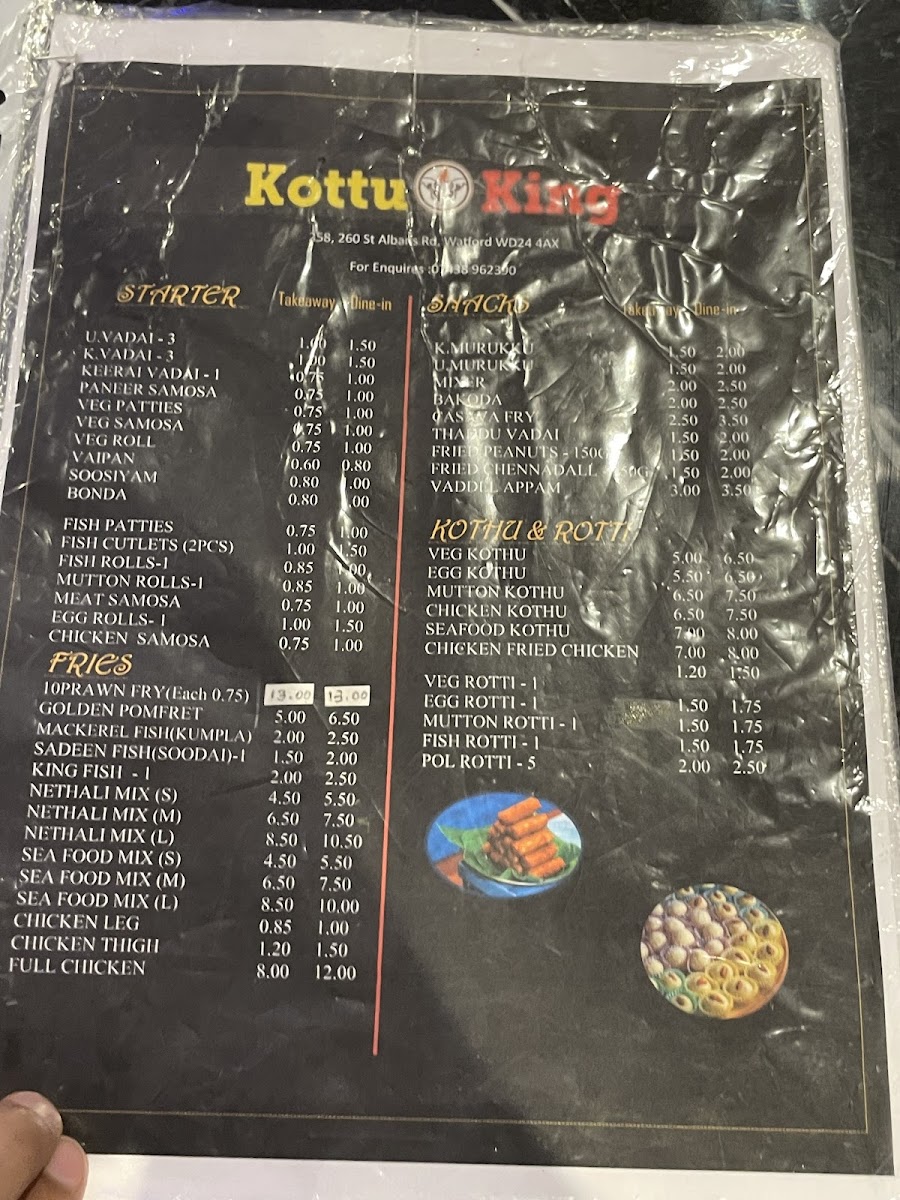 Kottu King
260 St Albans Rd, Watford WD24 4AX
For Enquires :
STARTER Takeaway Dine-in
U.VADAI - 3 1.00 1.50
K.VADAI - 3 1.00 1.50
KEERAI VADAI - 1 0.75 1.00
PANEER SAMOSA 0.75 1.00
VEG PATTIES 0.75 1.00
VEG SAMOSA 0.75 1.00
VEG ROLL 0.75 1.00
VAIPAN 0.60 0.80
SOOSIYAM 0.80 1.00
BONDA 0.80 1.00
FISH PATTIES 0.75 1.00
FISH CUTLETS (2PCS) 1.00 1.50
FISH ROLLS-1 0.85 1.00
MUTTON ROLLS-1 0.85 1.00
MEAT SAMOSA 0.75 1.00
EGG ROLLS- 1 1.00 1.50
CHICKEN SAMOSA 0.75 1.00
FRIES
10PRAWN FRY(Each 0.75) 13.00 13.00
GOLDEN POMFRET 5.00 6.50
MACKEREL FISH(KUMPLA) 2.00 2.50
SADEEN FISH(SOODAI)-1 1.50 2.00
KING FISH - 1 2.00 2.50
NETHALI MIX (S) 4.50 5.50
NETHALI MIX (M) 6.50 7.50
NETHALI MIX (L) 8.50 10.50
SEA FOOD MIX (S) 4.50 5.50
SEA FOOD MIX (M) 6.50 7.50
SEA FOOD MIX (L) 8.50 10.00
CHICKEN LEG 0.85 1.00
CHICKEN THIGH 1.20 1.50
FULL CHICKEN 8.00 12.00
SNACKS Takeaway Dine-in
K.MURUKKU 1.50 2.00
U.MURUKKU 1.50 2.00
MIXER 2.00 2.50
BAKODA 2.00 2.50
CASAVA FRY 2.50 3.50
THADDU VADAI 1.50 2.00
FRIED PEANUTS - 150G 1.50 2.00
FRIED CHENNADALL 1.50 2.00
VADDLL APPAM 3.00 3.50
KOTHU & ROTTI
VEG KOTHU 5.00 6.50
EGG KOTHU 5.50 6.50
MUTTON KOTHU 6.50 7.50
CHICKEN KOTHU 6.50 7.50
SEAFOOD KOTHU 7.00 8.00
CHICKEN FRIED CHICKEN 7.00 8.00
VEG ROTTI - 1 1.20 1.50
EGG ROTTI - 1 1.50 1.75
MUTTON ROTTI - 1 1.50 1.75
FISH ROTTI - 1 1.50 1.75
POL ROTTI - 5 2.00 2.50